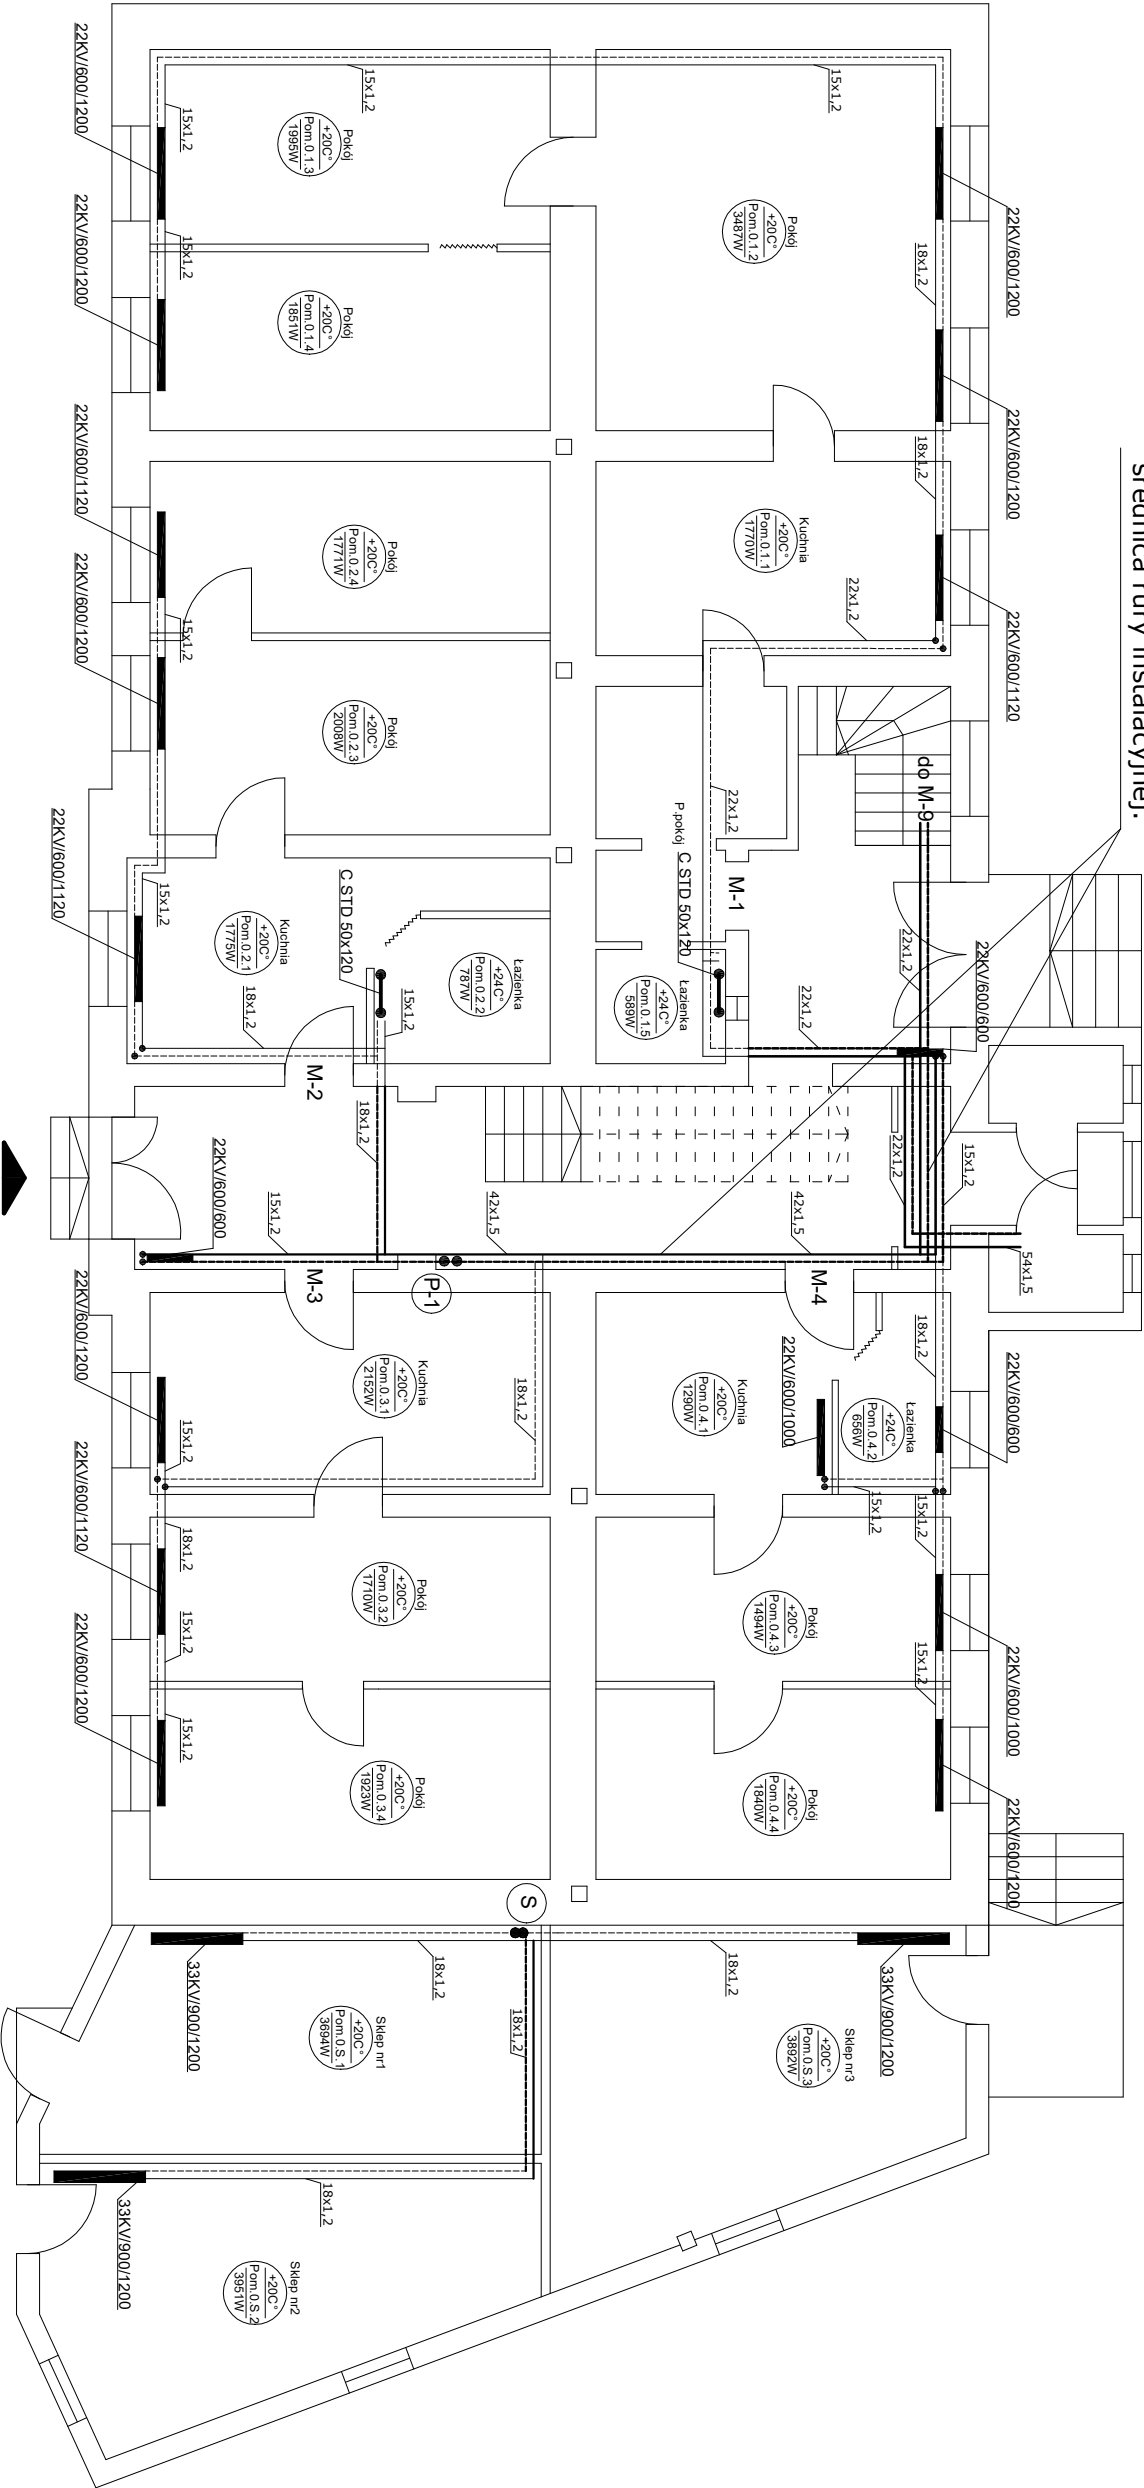 średnica rury instalacyjnej.
22KV/600/1200
22KV/600/1200
22KV/600/1120
22KV/600/600
22KV/600/600
22KV/600/1000
22KV/600/1200
18x1,2
18x1,2
22x1,2
do M-9
22x1,2
22x1,2
22x1,2
15x1,2
22x1,2
54x1,5
18x1,2
15x1,2
15x1,2
15x1,2
15x1,2
15x1,2
Pokój
+20C°
Pom.0.1.2
3487W
Kuchnia
+20C°
Pom.0.1.1
1770W
P.pokój
C STD 50x120
M-1
Łazienka
+24C°
Pom.0.1.5
589W
42x1,5
42x1,5
M-4
22KV/600/1000
Kuchnia
+20C°
Pom.0.4.1
1290W
Łazienka
+24C°
Pom.0.4.2
656W
Pokój
+20C°
Pom.0.4.3
1494W
Pokój
+20C°
Pom.0.4.4
1840W
33KV/900/1200
18x1,2
Sklep nr3
+20C°
Pom.0.S.3
3892W
15x1,2
Pokój
+20C°
Pom.0.1.3
1995W
Pokój
+20C°
Pom.0.1.4
1851W
Pokój
+20C°
Pom.0.2.4
1771W
Pokój
+20C°
Pom.0.2.3
2008W
Kuchnia
+20C°
Pom.0.2.1
1775W
C STD 50x120
Łazienka
+24C°
Pom.0.2.2
787W
15x1,2
18x1,2
M-2
18x1,2
15x1,2
M-3
P-1
Kuchnia
+20C°
Pom.0.3.1
2152W
18x1,2
Pokój
+20C°
Pom.0.3.2
1710W
Pokój
+20C°
Pom.0.3.4
1923W
S
18x1,2
18x1,2
Sklep nr1
+20C°
Pom.0.S.1
3694W
33KV/900/1200
18x1,2
Sklep nr2
+20C°
Pom.0.S.2
3951W
33KV/900/1200
15x1,2
15x1,2
15x1,2
15x1,2
15x1,2
18x1,2
15x1,2
15x1,2
22KV/600/1200
22KV/600/1200
22KV/600/1120
22KV/600/1200
22KV/600/1120
22KV/600/600
22KV/600/1200
22KV/600/1120
22KV/600/1200